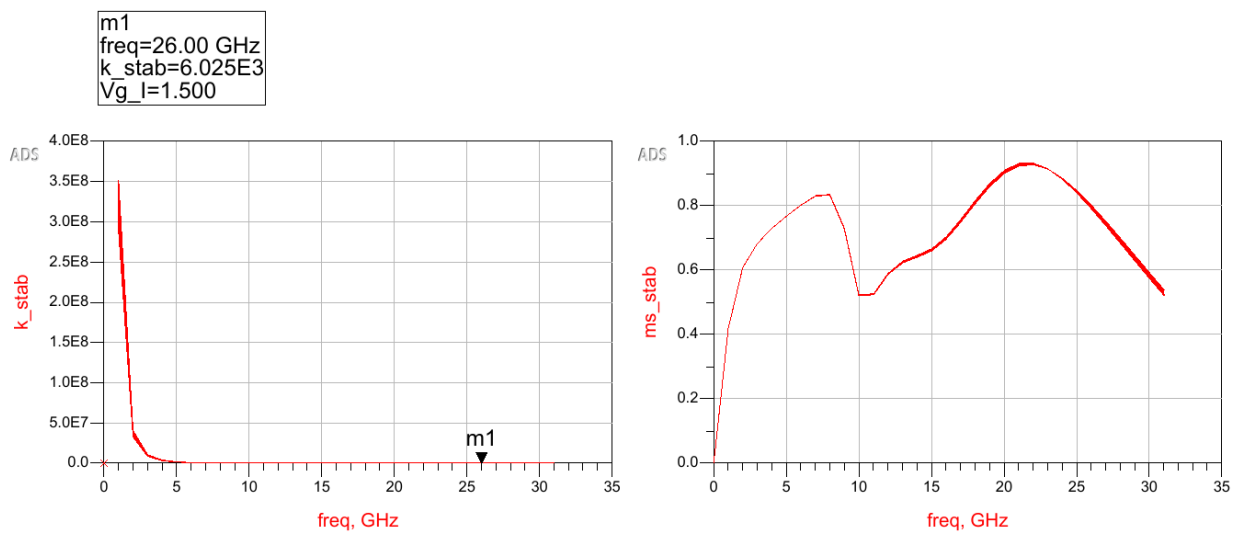 m1
freq=26.00 GHz
k_stab=6.025E3
Vg_I=1.500
ADS
4.0E8
3.5E8
3.0E8
2.5E8
2.0E8
1.5E8
1.0E8
5.0E7
0.0
k_stab
m1
0 5 10 15 20 25 30 35
freq, GHz
ADS
1.0
0.8
0.6
0.4
0.2
0.0
ms_stab
0 5 10 15 20 25 30 35
freq, GHz